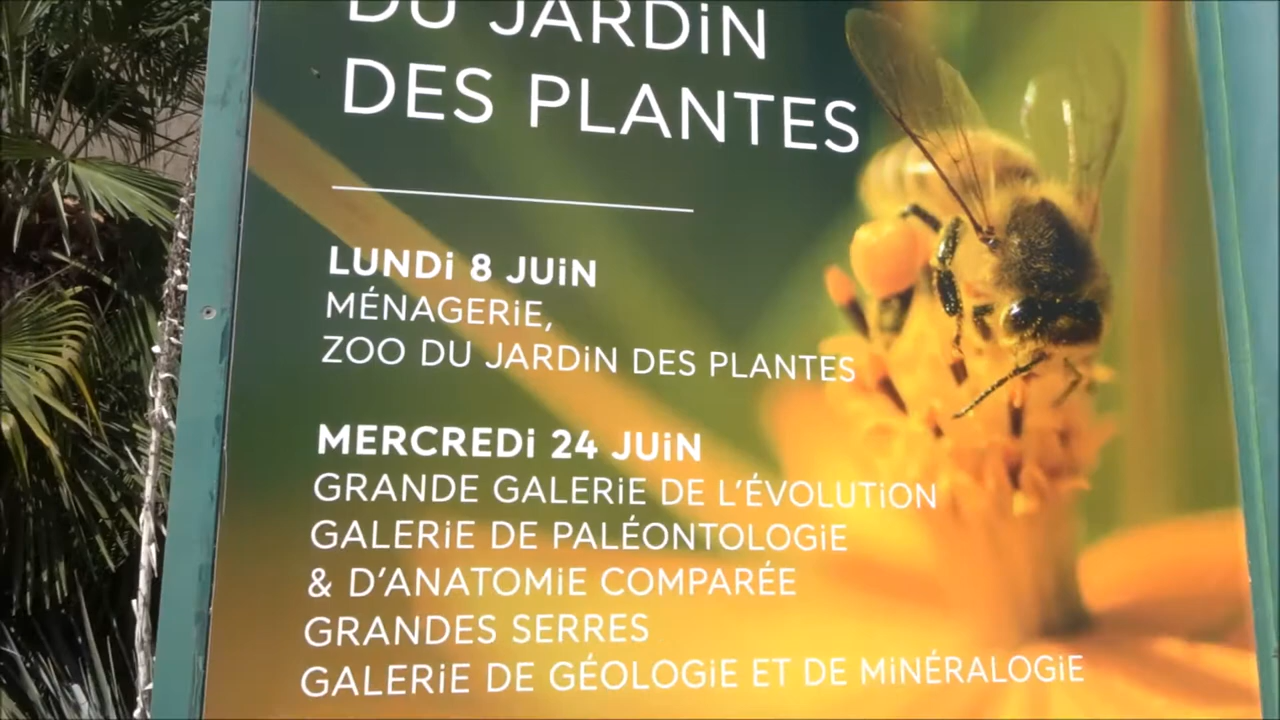 DU JARDiN
DES PLANTES
LUNDi 8 JUiN
MÉNAGERiE,
ZOO DU JARDiN DES PLANTES
MERCREDi 24 JUiN
GRANDE GALERiE DE L'ÉVOLUTiON
GALERiE DE PALÉONTOLOGiE
& D'ANATOMiE COMPARÉE
GRANDES SERRES
GALERiE DE GÉOLOGiE ET DE MiNÉRALOGiE